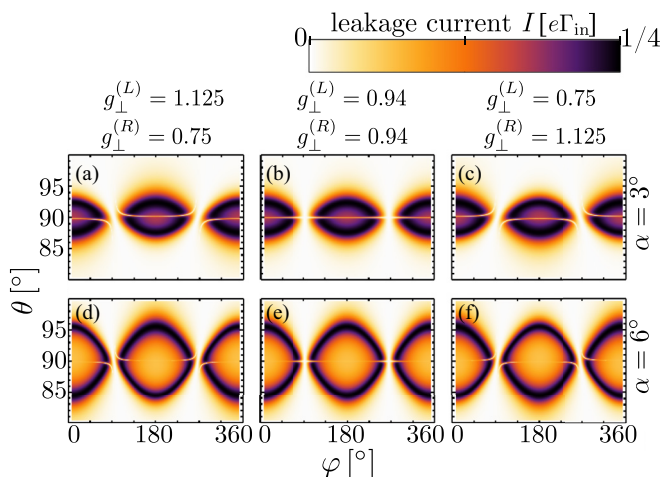 leakage current I [eΓin]
0 1/4
g⊥(L) = 1.125 g⊥(L) = 0.94 g⊥(L) = 0.75
g⊥(R) = 0.75 g⊥(R) = 0.94 g⊥(R) = 1.125
(a) (b) (c)
95
90
85
α = 3°
θ [°]
(d) (e) (f)
95
90
85
α = 6°
0 180 360 0 180 360 0 180 360
φ [°]